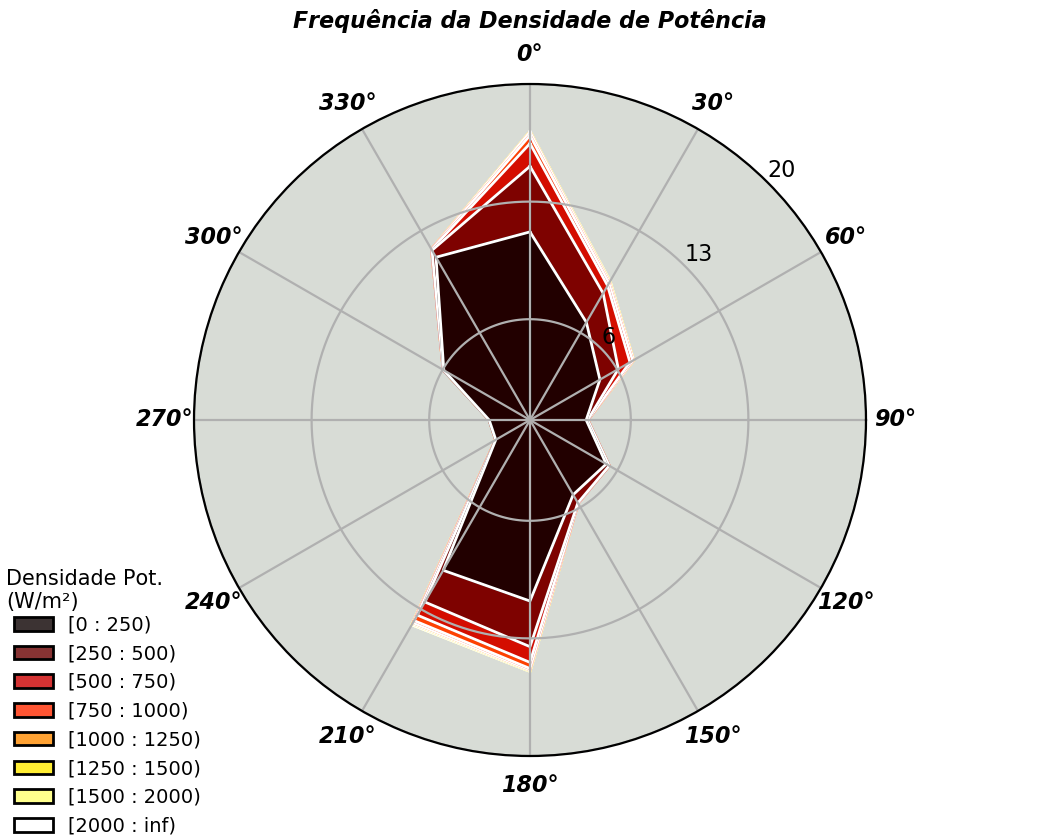 Frequência da Densidade de Potência
0°
330°
30°
20
300°
60°
13
6
270°
90°
240°
120°
210°
150°
180°
Densidade Pot.
(W/m²)
[0 : 250)
[250 : 500)
[500 : 750)
[750 : 1000)
[1000 : 1250)
[1250 : 1500)
[1500 : 2000)
[2000 : inf)